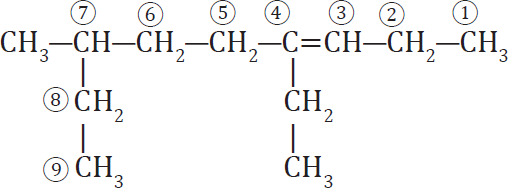 ⑦ ⑥ ⑤ ④ ③ ② ①
CH₃—CH—CH₂—CH₂—C=CH—CH₂—CH₃
⑧ CH₂ CH₂
⑨ CH₃ CH₃